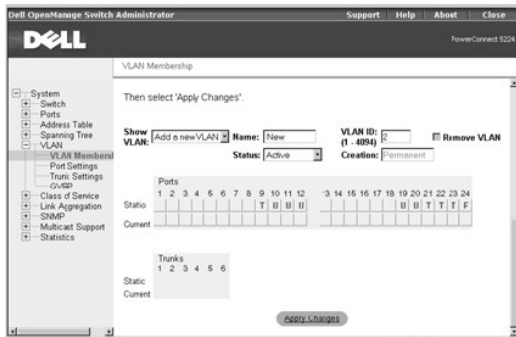 Dell OpenManage Switch Administrator
Support Help About Close
DELL
PowerConnect 5224
VLAN Membership
System
Switch
Ports
Address Table
Spanning Tree
VLAN
VLAN Membersl
Port Settings
Trunk Settings
GVRP
Class of Service
Link Aggregation
SNMP
Multicast Support
Statistics
Then select 'Apply Changes'.
Show VLAN: Add a new VLAN Name: New VLAN ID: (1 - 4094) 2 Remove VLAN
Status: Active Creation: Permanent
Ports
1 2 3 4 5 6 7 8 9 10 11 12 13 14 15 16 17 18 19 20 21 22 23 24
Static T U U U U U T T T F
Current
Trunks
1 2 3 4 5 6
Static
Current
Apply Changes